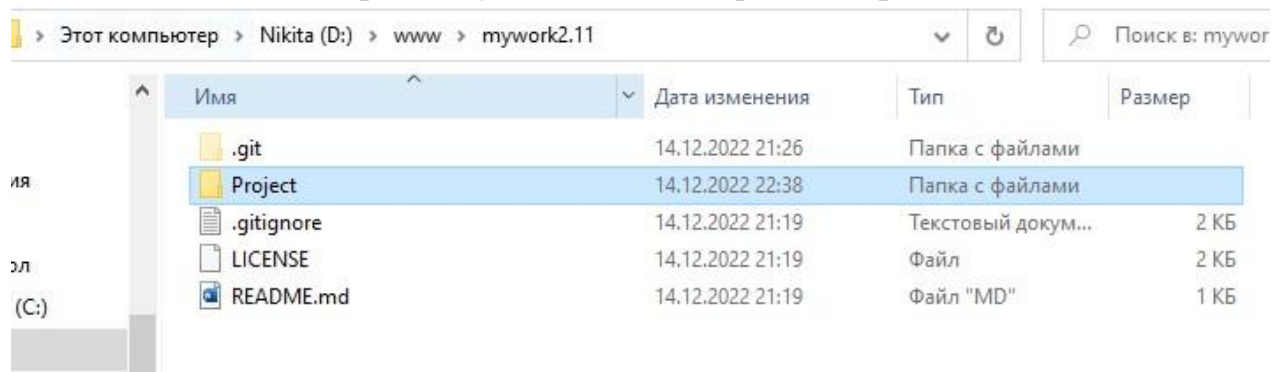 Этот компьютер > Nikita (D:) > www > mywork2.11 Поиск в: mywor
Имя Дата изменения Тип Размер
.git 14.12.2022 21:26 Папка с файлами
ия Project 14.12.2022 22:38 Папка с файлами
.gitignore 14.12.2022 21:19 Текстовый докум... 2 КБ
ол LICENSE 14.12.2022 21:19 Файл 2 КБ
(C:) README.md 14.12.2022 21:19 Файл "MD" 1 КБ